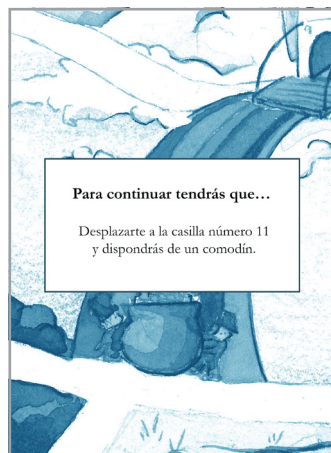 Para continuar tendrás que…
Desplazarte a la casilla número 11
y dispondrás de un comodín.